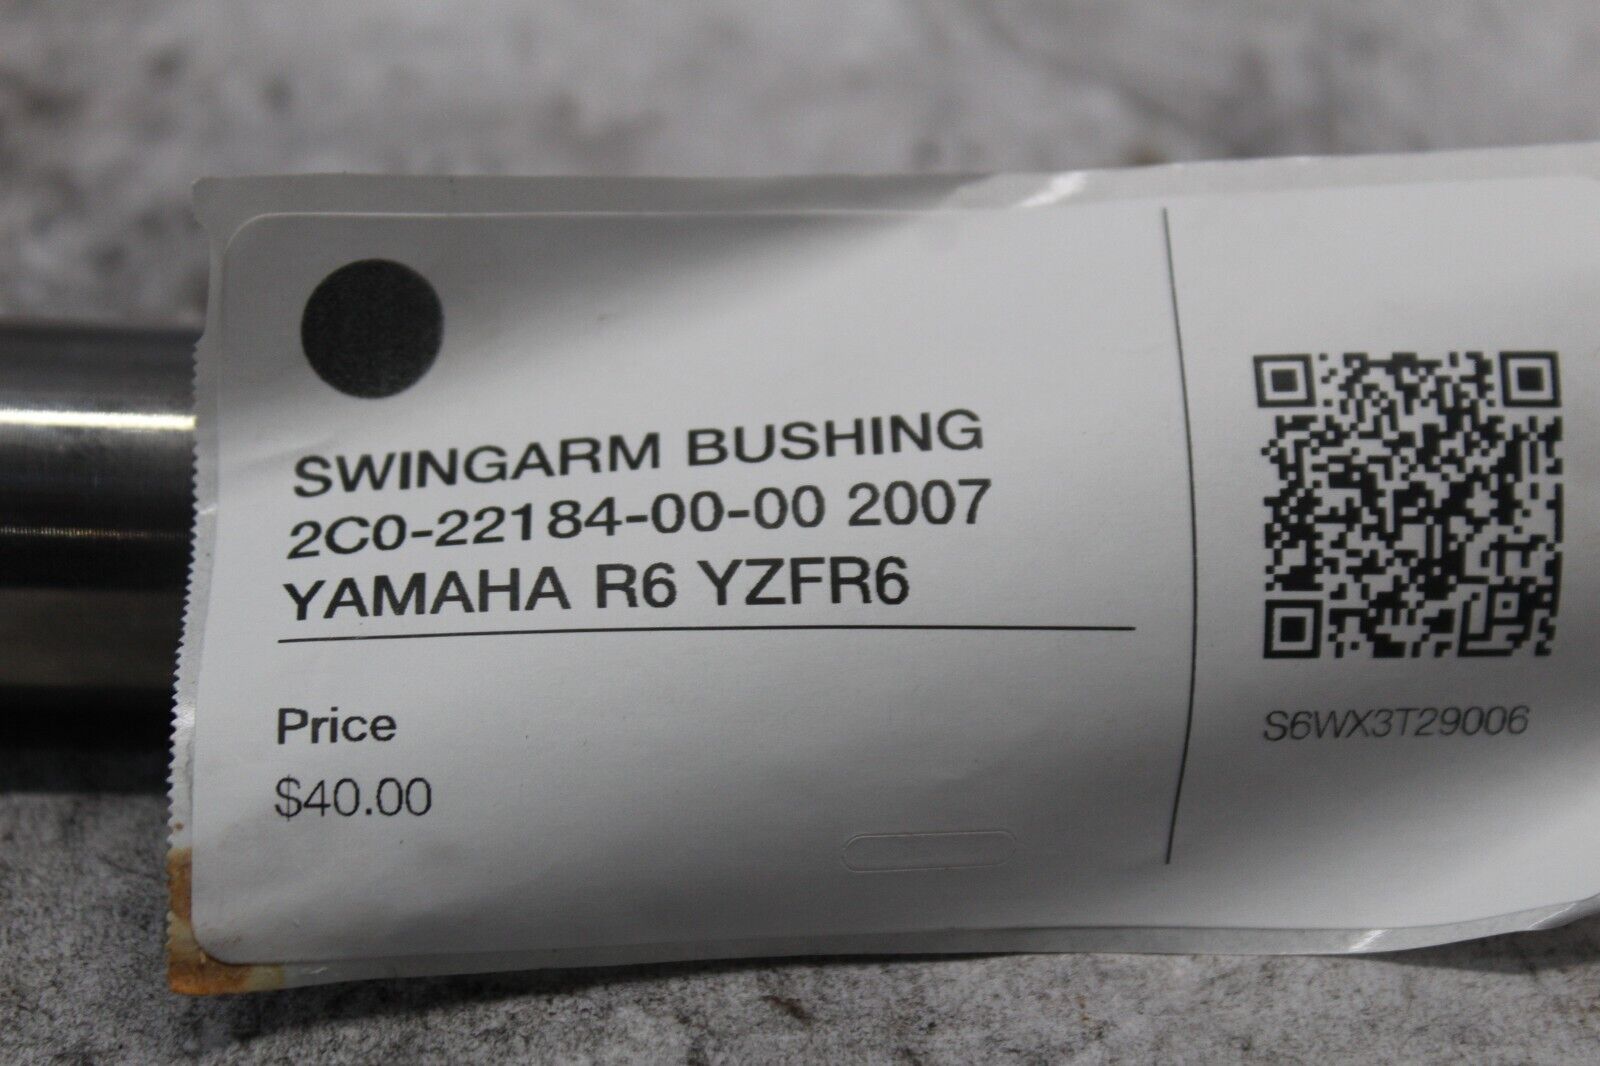 SWINGARM BUSHING
2C0-22184-00-00 2007
YAMAHA R6 YZFR6
Price
$40.00
S6WX3T29006